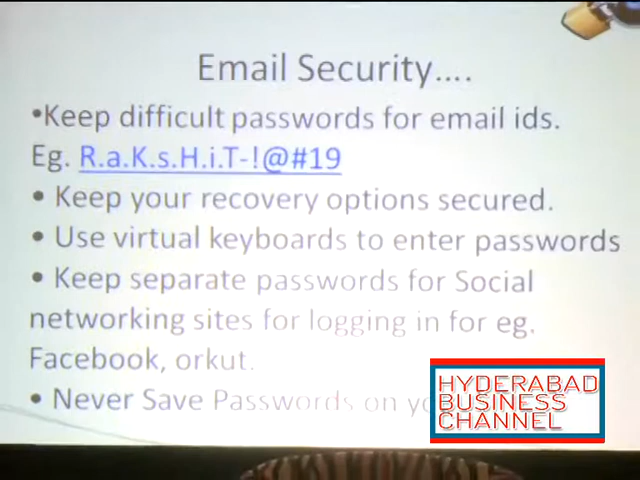 Email Security....
•Keep difficult passwords for email ids.
Eg. R.a.K.s.H.i.T-!@#19
• Keep your recovery options secured.
• Use virtual keyboards to enter passwords
• Keep separate passwords for Social
networking sites for logging in for eg.
Facebook, orkut.
• Never Save Passwords on
HYDERABAD
BUSINESS
CHANNEL